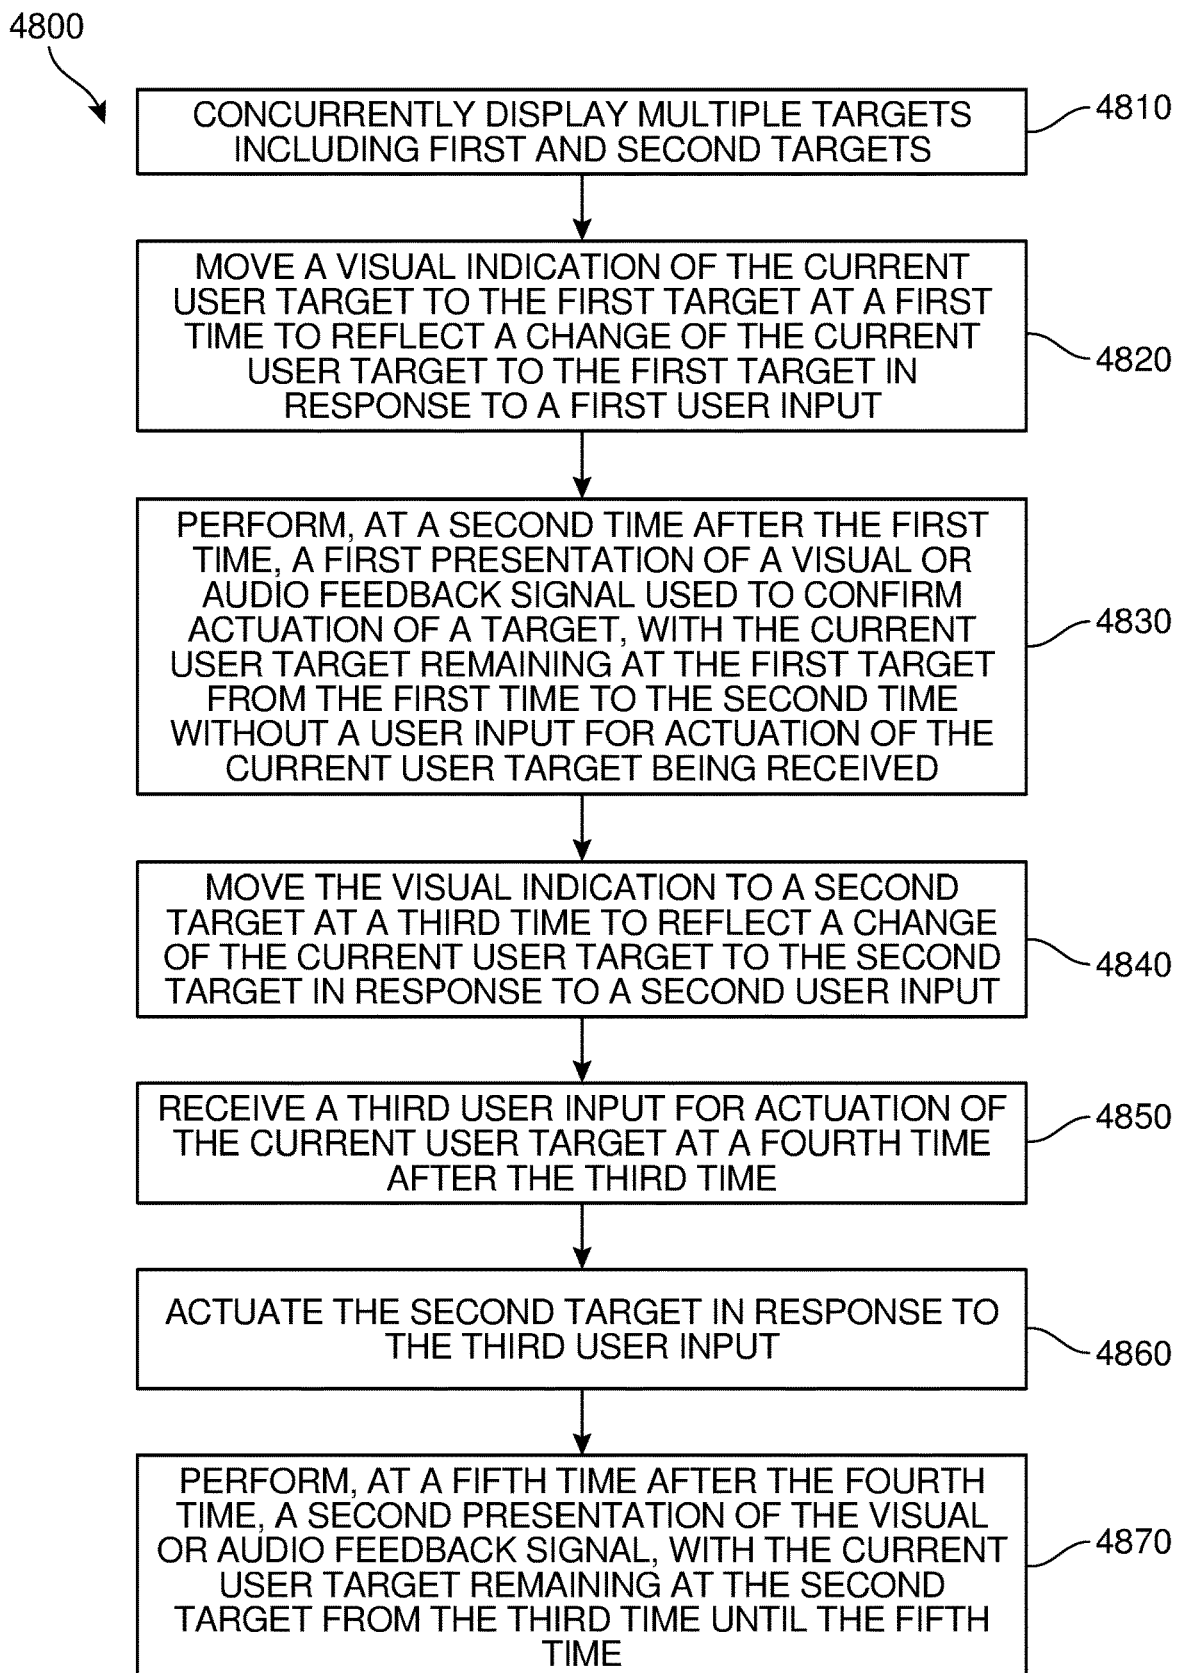 4800
CONCURRENTLY DISPLAY MULTIPLE TARGETS
INCLUDING FIRST AND SECOND TARGETS
4810
MOVE A VISUAL INDICATION OF THE CURRENT
USER TARGET TO THE FIRST TARGET AT A FIRST
TIME TO REFLECT A CHANGE OF THE CURRENT
USER TARGET TO THE FIRST TARGET IN
RESPONSE TO A FIRST USER INPUT
4820
PERFORM, AT A SECOND TIME AFTER THE FIRST
TIME, A FIRST PRESENTATION OF A VISUAL OR
AUDIO FEEDBACK SIGNAL USED TO CONFIRM
ACTUATION OF A TARGET, WITH THE CURRENT
USER TARGET REMAINING AT THE FIRST TARGET
FROM THE FIRST TIME TO THE SECOND TIME
WITHOUT A USER INPUT FOR ACTUATION OF THE
CURRENT USER TARGET BEING RECEIVED
4830
MOVE THE VISUAL INDICATION TO A SECOND
TARGET AT A THIRD TIME TO REFLECT A CHANGE
OF THE CURRENT USER TARGET TO THE SECOND
TARGET IN RESPONSE TO A SECOND USER INPUT
4840
RECEIVE A THIRD USER INPUT FOR ACTUATION OF
THE CURRENT USER TARGET AT A FOURTH TIME
AFTER THE THIRD TIME
4850
ACTUATE THE SECOND TARGET IN RESPONSE TO
THE THIRD USER INPUT
4860
PERFORM, AT A FIFTH TIME AFTER THE FOURTH
TIME, A SECOND PRESENTATION OF THE VISUAL
OR AUDIO FEEDBACK SIGNAL, WITH THE CURRENT
USER TARGET REMAINING AT THE SECOND
TARGET FROM THE THIRD TIME UNTIL THE FIFTH
TIME
4870